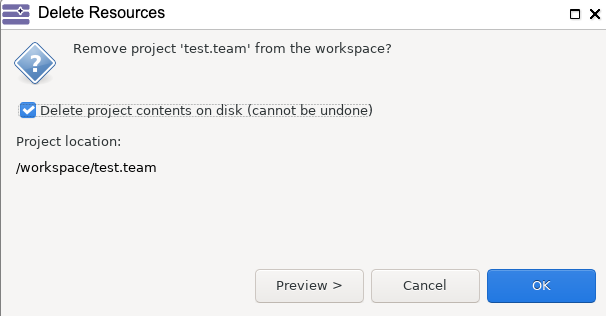 Delete Resources
Remove project 'test.team' from the workspace?
Delete project contents on disk (cannot be undone)
Project location:
/workspace/test.team
Preview > Cancel OK